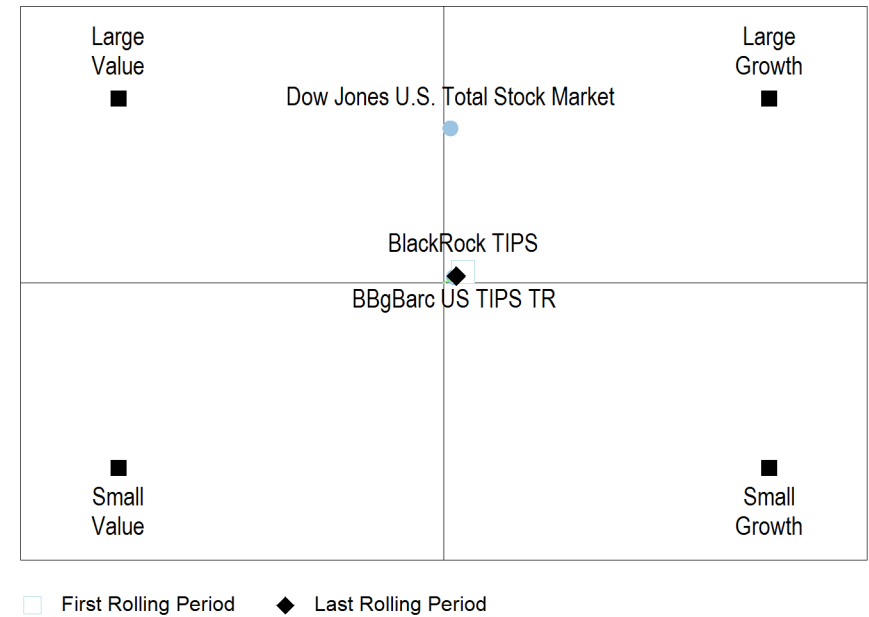 Large
Value
Large
Growth
Dow Jones U.S. Total Stock Market
BlackRock TIPS
BBgBarc US TIPS TR
Small
Value
Small
Growth
First Rolling Period
Last Rolling Period